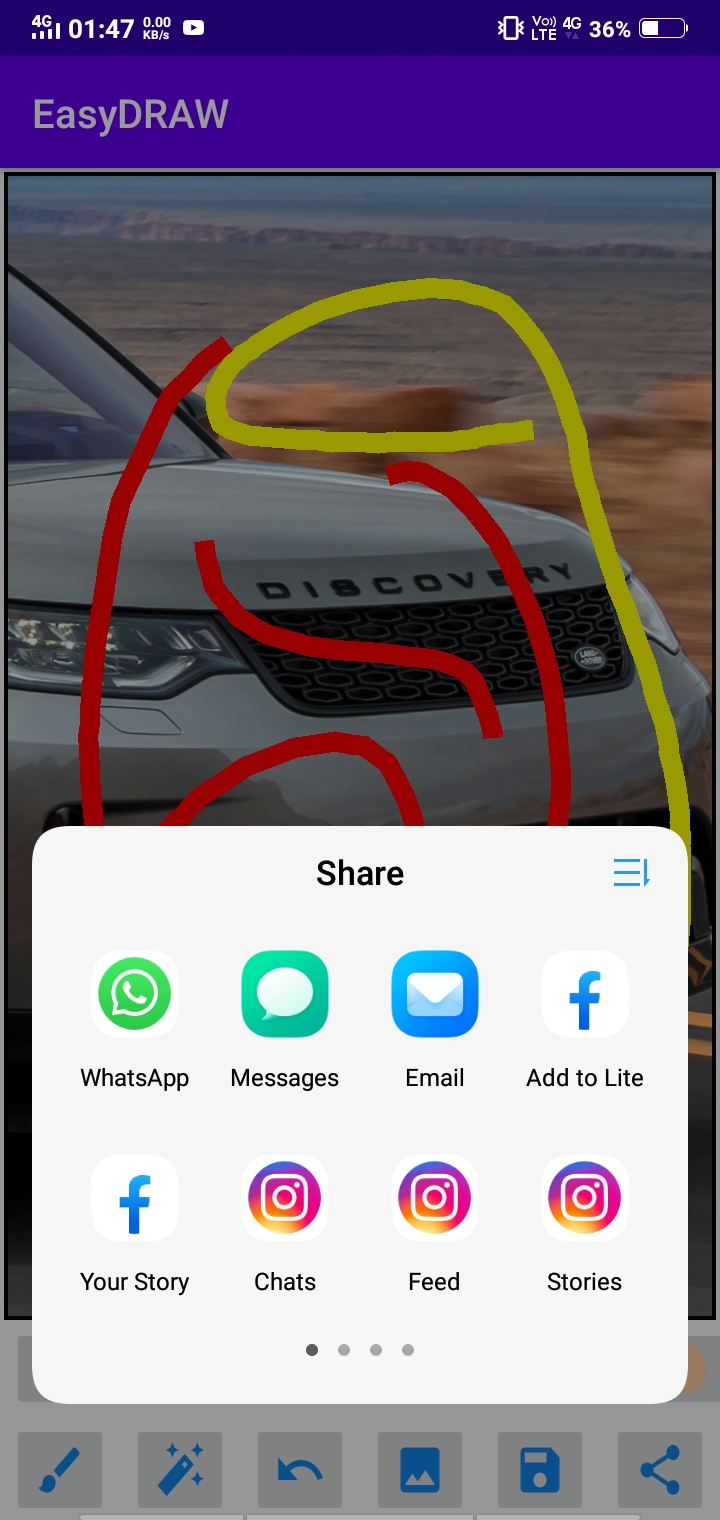 4G 01:47 0.00 KB/s Vo)) LTE 4G 36%
EasyDRAW
DISCOVERY
LAND-
-ROVER
Share
WhatsApp Messages Email Add to Lite
Your Story Chats Feed Stories